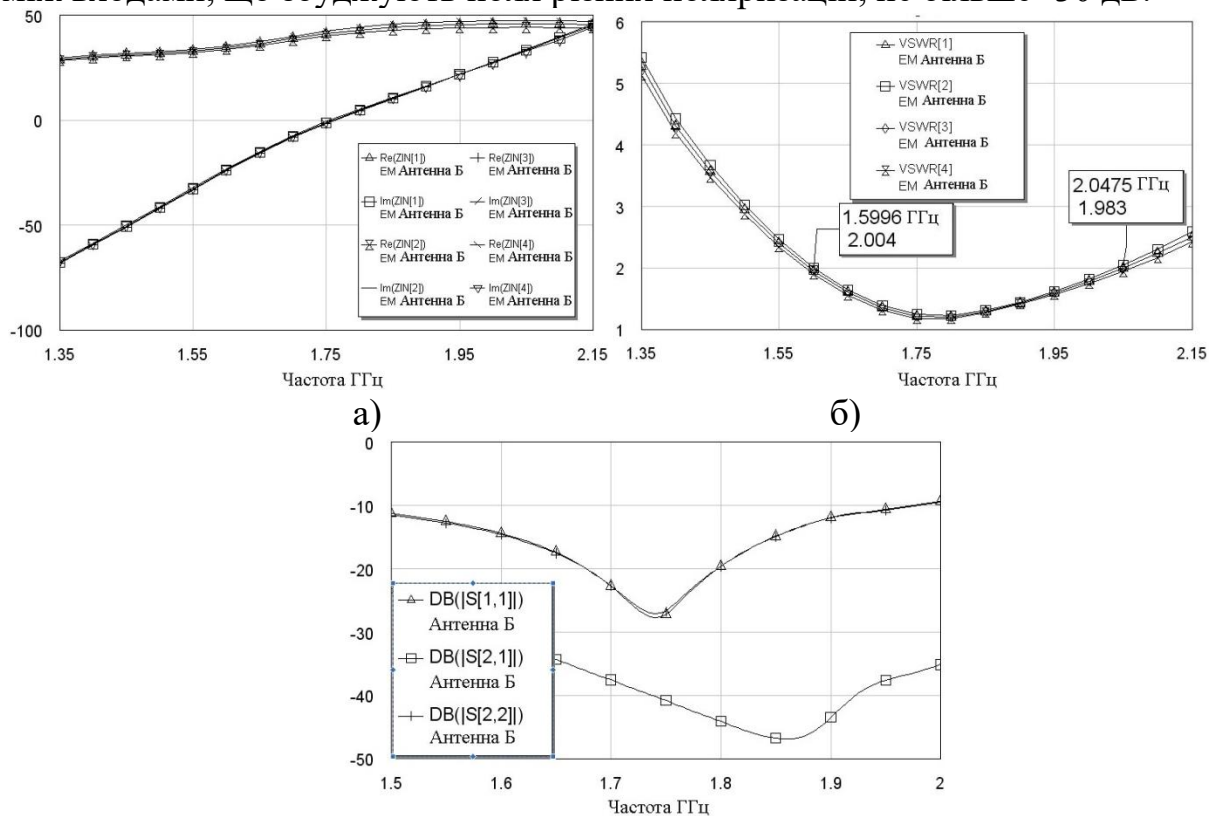 мих входами, що збуджують поля різних поляризацій, не більше -30 дБ.
50
0
-50
-100
1.35
1.55
1.75
1.95
2.15
Частота ГГц
Re(ZIN[1])
EM Антенна Б
Im(ZIN[1])
EM Антенна Б
Re(ZIN[2])
EM Антенна Б
Im(ZIN[2])
EM Антенна Б
Re(ZIN[3])
EM Антенна Б
Im(ZIN[3])
EM Антенна Б
Re(ZIN[4])
EM Антенна Б
Im(ZIN[4])
EM Антенна Б
а)
6
5
4
3
2
1
1.35
1.55
1.75
1.95
2.15
Частота ГГц
VSWR[1]
EM Антенна Б
VSWR[2]
EM Антенна Б
VSWR[3]
EM Антенна Б
VSWR[4]
EM Антенна Б
1.5996 ГГц
2.004
2.0475 ГГц
1.983
б)
0
-10
-20
-30
-40
-50
1.5
1.6
1.7
1.8
1.9
2
Частота ГГц
DB(|S[1,1]|)
Антенна Б
DB(|S[2,1]|)
Антенна Б
DB(|S[2,2]|)
Антенна Б